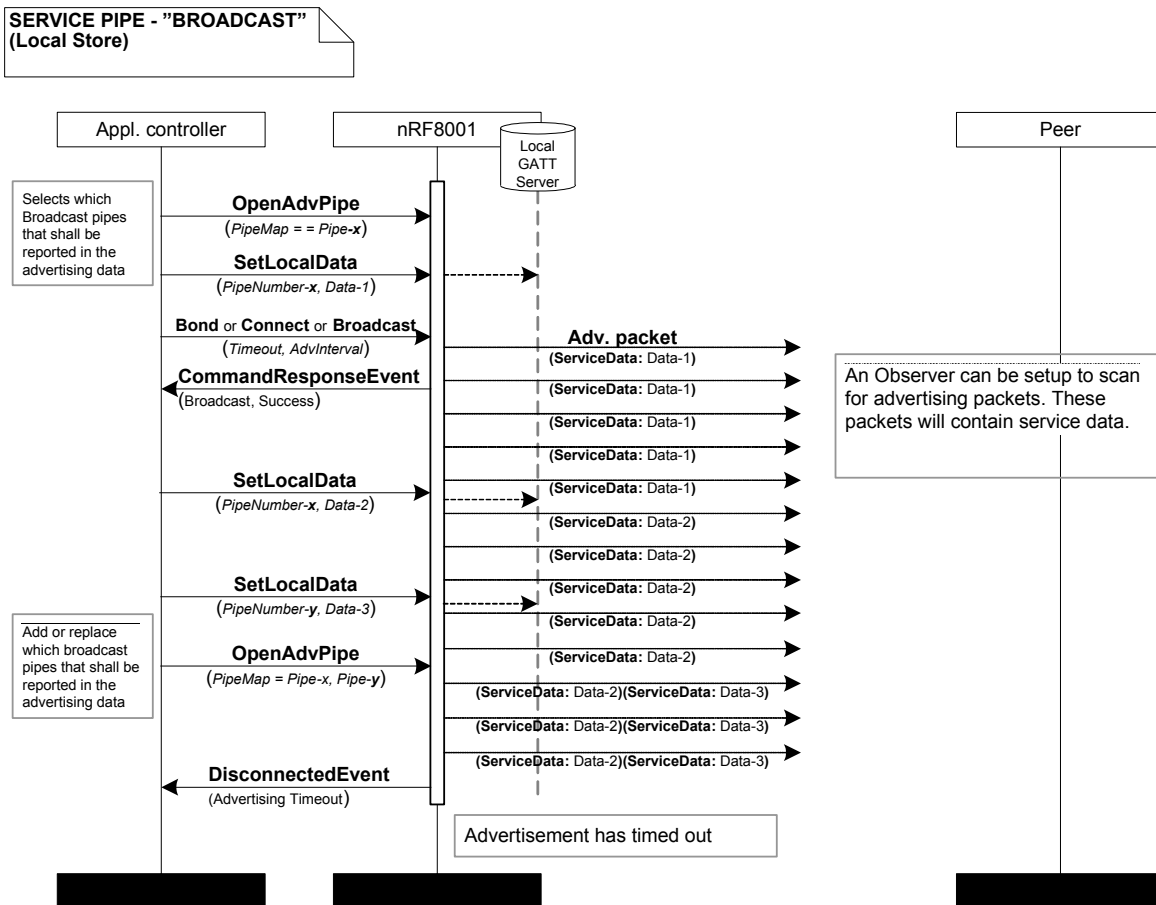 SERVICE PIPE - ”BROADCAST”
(Local Store)
Appl. controller
nRF8001
Local
GATT
Server
Peer
Selects which
Broadcast pipes
that shall be
reported in the
advertising data
OpenAdvPipe
(PipeMap = = Pipe-x)
SetLocalData
(PipeNumber-x, Data-1)
Bond or Connect or Broadcast
(Timeout, AdvInterval)
Adv. packet
(ServiceData: Data-1)
CommandResponseEvent
(Broadcast, Success)
(ServiceData: Data-1)
(ServiceData: Data-1)
(ServiceData: Data-1)
An Observer can be setup to scan
for advertising packets. These
packets will contain service data.
SetLocalData
(PipeNumber-x, Data-2)
(ServiceData: Data-1)
(ServiceData: Data-2)
(ServiceData: Data-2)
SetLocalData
(PipeNumber-y, Data-3)
(ServiceData: Data-2)
(ServiceData: Data-2)
Add or replace
which broadcast
pipes that shall be
reported in the
advertising data
OpenAdvPipe
(PipeMap = Pipe-x, Pipe-y)
(ServiceData: Data-2)
(ServiceData: Data-2)(ServiceData: Data-3)
(ServiceData: Data-2)(ServiceData: Data-3)
(ServiceData: Data-2)(ServiceData: Data-3)
DisconnectedEvent
(Advertising Timeout)
Advertisement has timed out